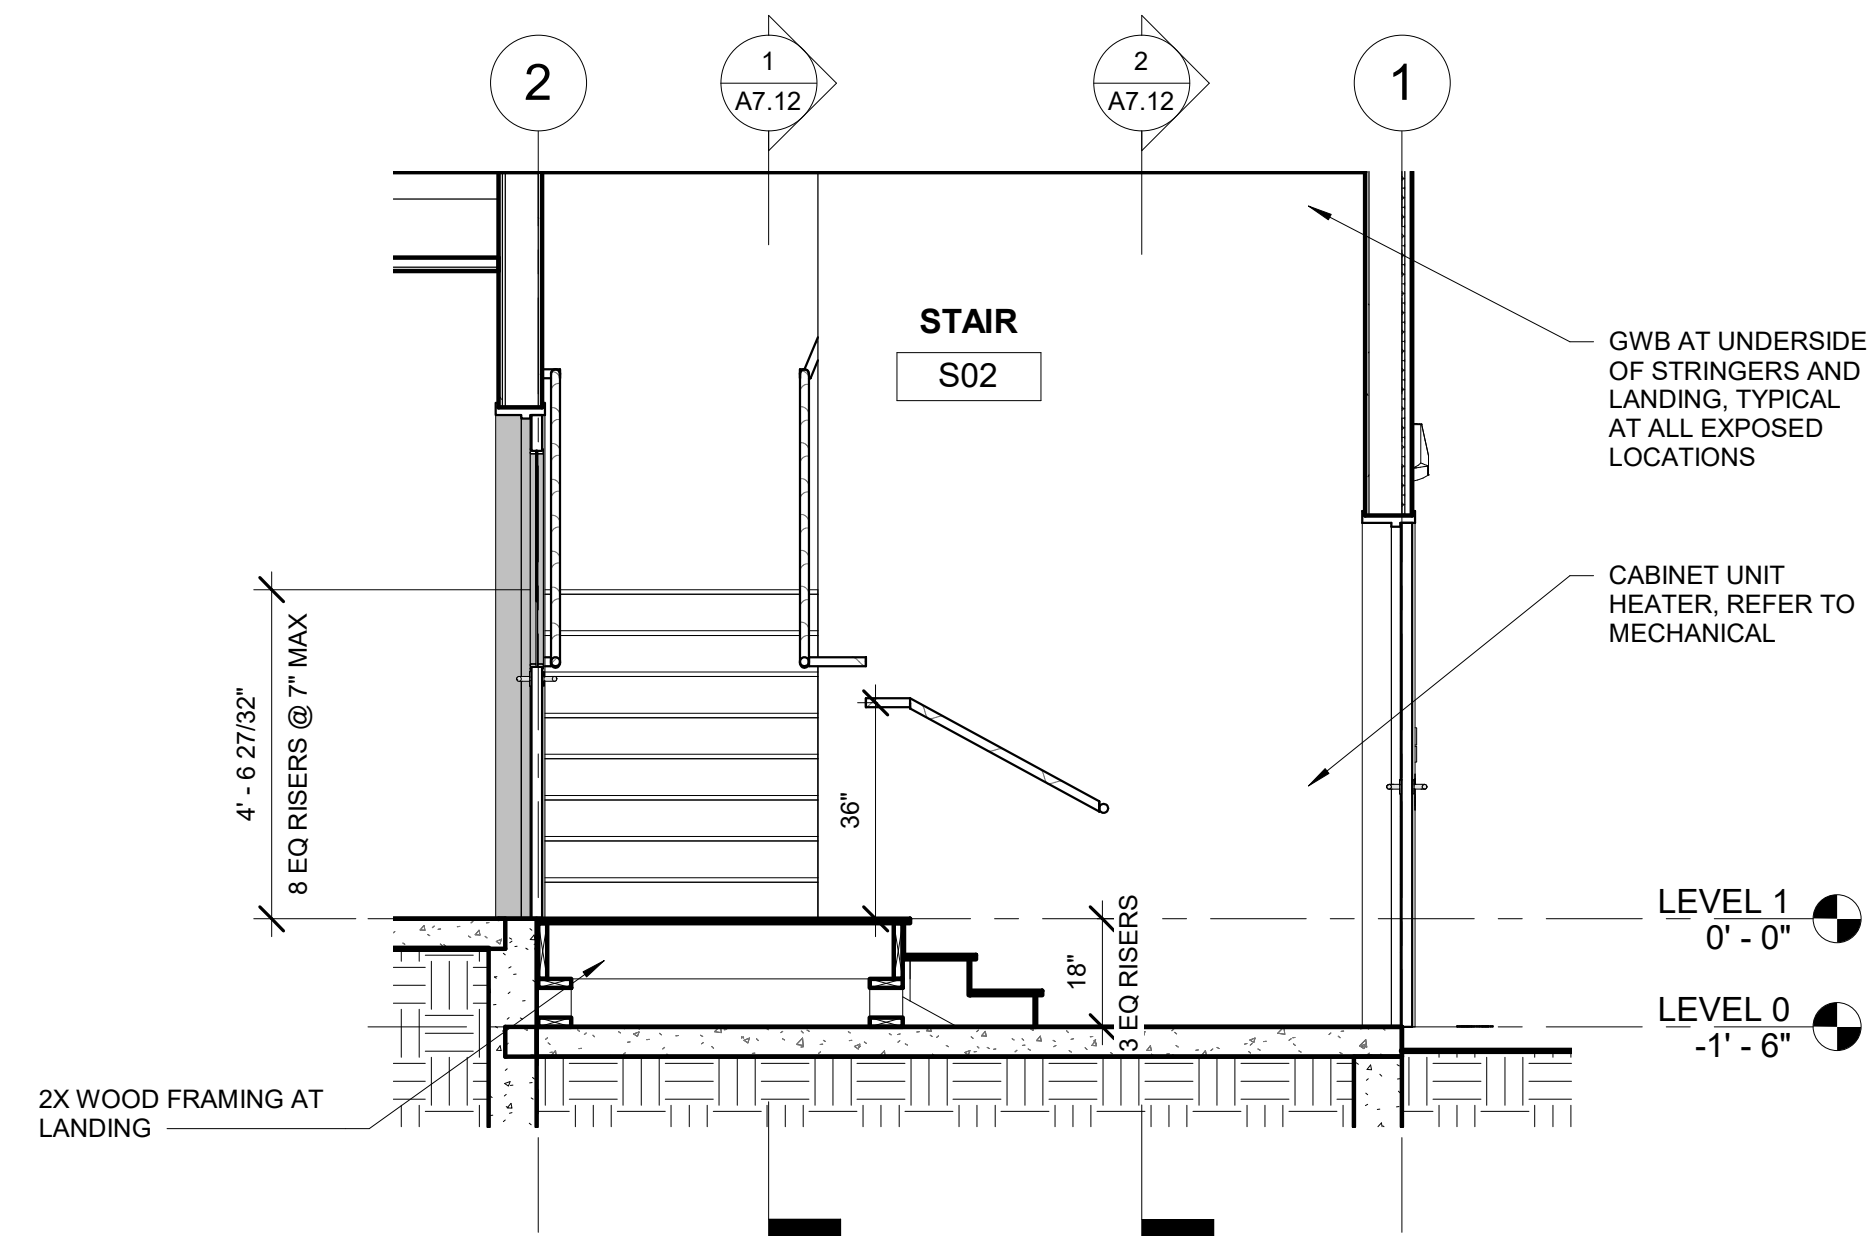 2
1
A7.12
2
A7.12
1
STAIR
S02
GWB AT UNDERSIDE
OF STRINGERS AND
LANDING, TYPICAL
AT ALL EXPOSED
LOCATIONS
CABINET UNIT
HEATER, REFER TO
MECHANICAL
4' - 6 27/32"
8 EQ RISERS @ 7" MAX
36"
18"
3 EQ RISERS
LEVEL 1
0' - 0"
LEVEL 0
-1' - 6"
2X WOOD FRAMING AT
LANDING